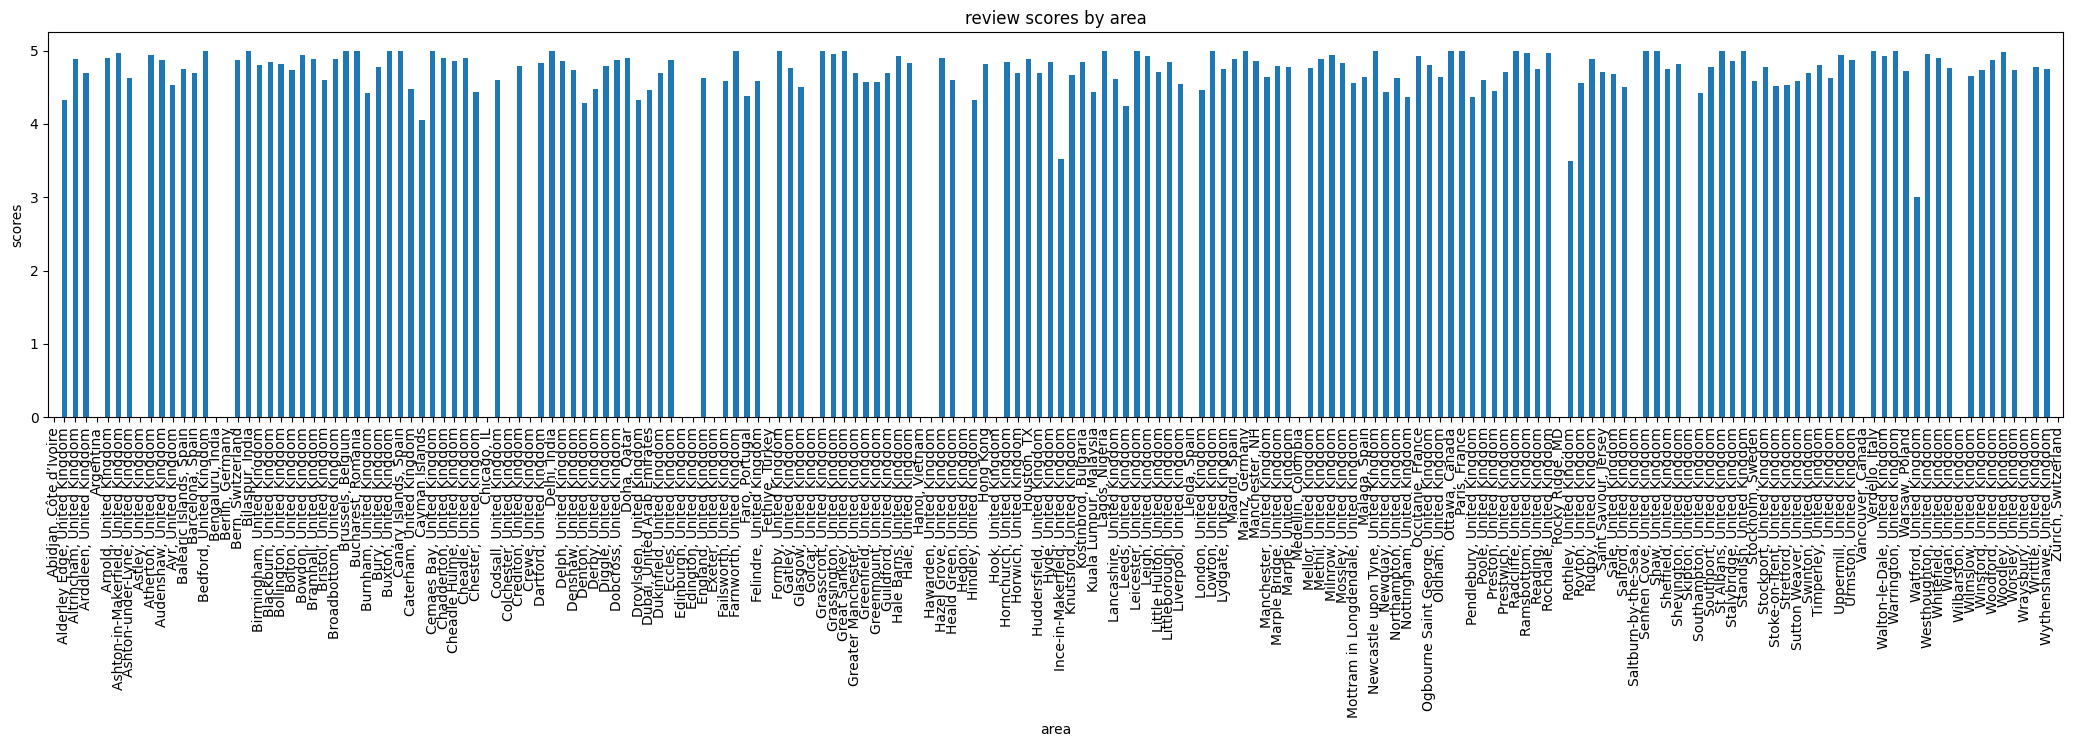 review scores by area
5
4
3
2
1
0
scores
Abidjan, Côte d'Ivoire
Alderley Edge, United Kingdom
Altrincham, United Kingdom
Ardleen, United Kingdom
Argentina
Arnold, United Kingdom
Ashton-in-Makerfield, United Kingdom
Ashton-under-Lyne, United Kingdom
Astley, United Kingdom
Atherton, United Kingdom
Audenshaw, United Kingdom
Ayr, United Kingdom
Balearic Islands, Spain
Barcelona, Spain
Bedford, United Kingdom
Bengaluru, India
Berlin, Germany
Bern, Switzerland
Bilaspur, India
Birmingham, United Kingdom
Blackburn, United Kingdom
Bollington, United Kingdom
Bolton, United Kingdom
Bowdon, United Kingdom
Bramhall, United Kingdom
Bristol, United Kingdom
Broadbottom, United Kingdom
Brussels, Belgium
Bucharest, Romania
Burnham, United Kingdom
Bury, United Kingdom
Buxton, United Kingdom
Canary Islands, Spain
Caterham, United Kingdom
Cayman Islands
Cemaes Bay, United Kingdom
Chadderton, United Kingdom
Cheadle Hulme, United Kingdom
Cheadle, United Kingdom
Chester, United Kingdom
Chicago, IL
Codsall, United Kingdom
Colchester, United Kingdom
Crediton, United Kingdom
Crewe, United Kingdom
Dartford, United Kingdom
Delhi, India
Delph, United Kingdom
Denshaw, United Kingdom
Denton, United Kingdom
Derby, United Kingdom
Diggle, United Kingdom
Dobcross, United Kingdom
Doha, Qatar
Droylsden, United Kingdom
Dubai, United Arab Emirates
Dukinfield, United Kingdom
Eccles, United Kingdom
Edinburgh, United Kingdom
Edington, United Kingdom
England, United Kingdom
Exeter, United Kingdom
Failsworth, United Kingdom
Farnworth, United Kingdom
Faro, Portugal
Felindre, United Kingdom
Fethiye, Turkey
Formby, United Kingdom
Gatley, United Kingdom
Glasgow, United Kingdom
Golcar, United Kingdom
Grasscroft, United Kingdom
Grassington, United Kingdom
Great Sankey, United Kingdom
Greater Manchester, United Kingdom
Greenfield, United Kingdom
Greenmount, United Kingdom
Guildford, United Kingdom
Hale Barns, United Kingdom
Hale, United Kingdom
Hanoi, Vietnam
Hawarden, United Kingdom
Hazel Grove, United Kingdom
Heald Green, United Kingdom
Hedon, United Kingdom
Hindley, United Kingdom
Hong Kong
Hook, United Kingdom
Hornchurch, United Kingdom
Horwich, United Kingdom
Houston, TX
Huddersfield, United Kingdom
Hyde, United Kingdom
Ince-in-Makerfield, United Kingdom
Knutsford, United Kingdom
Kostinbrod, Bulgaria
Kuala Lumpur, Malaysia
Lagos, Nigeria
Lancashire, United Kingdom
Leeds, United Kingdom
Leicester, United Kingdom
Leigh, United Kingdom
Little Hulton, United Kingdom
Littleborough, United Kingdom
Liverpool, United Kingdom
Lleida, Spain
London, United Kingdom
Lowton, United Kingdom
Lydgate, United Kingdom
Madrid, Spain
Mainz, Germany
Manchester, NH
Manchester, United Kingdom
Marple Bridge, United Kingdom
Marple, United Kingdom
Medellín, Colombia
Mellor, United Kingdom
Methil, United Kingdom
Milnrow, United Kingdom
Mossley, United Kingdom
Mottram in Longdendale, United Kingdom
Málaga, Spain
Newcastle upon Tyne, United Kingdom
Newquay, United Kingdom
Northampton, United Kingdom
Nottingham, United Kingdom
Occitanie, France
Ogbourne Saint George, United Kingdom
Oldham, United Kingdom
Ottawa, Canada
Paris, France
Pendlebury, United Kingdom
Poole, United Kingdom
Preston, United Kingdom
Prestwich, United Kingdom
Radcliffe, United Kingdom
Ramsbottom, United Kingdom
Reading, United Kingdom
Rochdale, United Kingdom
Rocky Ridge, MD
Rothley, United Kingdom
Royton, United Kingdom
Rugby, United Kingdom
Saint Saviour, Jersey
Sale, United Kingdom
Salford, United Kingdom
Saltburn-by-the-Sea, United Kingdom
Sennen Cove, United Kingdom
Shaw, United Kingdom
Sheffield, United Kingdom
Shevington, United Kingdom
Skipton, United Kingdom
Southampton, United Kingdom
Southport, United Kingdom
St Albans, United Kingdom
Stalybridge, United Kingdom
Standish, United Kingdom
Stockholm, Sweden
Stockport, United Kingdom
Stoke-on-Trent, United Kingdom
Stretford, United Kingdom
Sutton Weaver, United Kingdom
Swinton, United Kingdom
Timperley, United Kingdom
Tyldesley, United Kingdom
Uppermill, United Kingdom
Urmston, United Kingdom
Vancouver, Canada
Verdello, Italy
Walton-le-Dale, United Kingdom
Warrington, United Kingdom
Warsaw, Poland
Watford, United Kingdom
Westhoughton, United Kingdom
Whitefield, United Kingdom
Wigan, United Kingdom
Wilbarston, United Kingdom
Wilmslow, United Kingdom
Winsford, United Kingdom
Woodford, United Kingdom
Woodley, United Kingdom
Worsley, United Kingdom
Wraysbury, United Kingdom
Writtle, United Kingdom
Wythenshawe, United Kingdom
Zürich, Switzerland
area